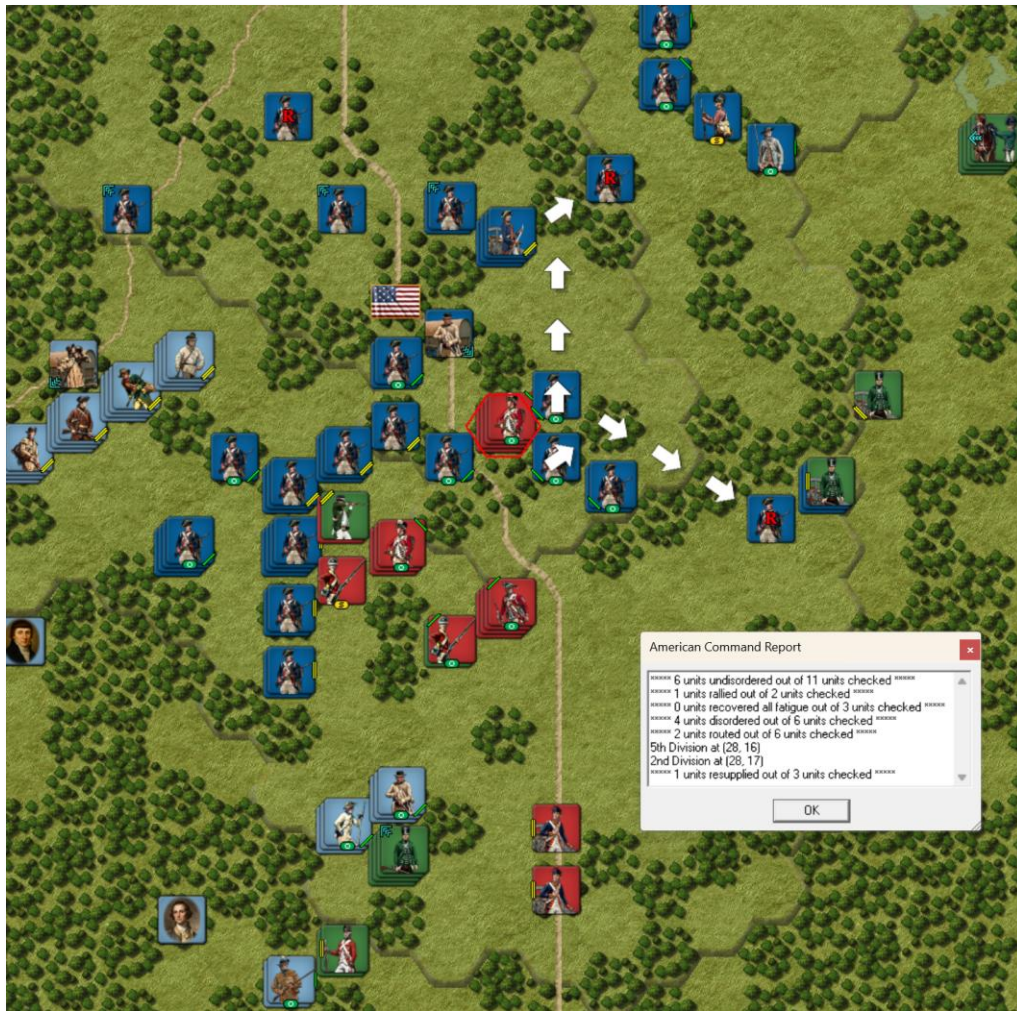 R
R
R
$
$
American Command Report
***** 6 units undisordered out of 11 units checked *****
***** 1 units rallied out of 2 units checked *****
***** 0 units recovered all fatigue out of 3 units checked *****
***** 4 units disordered out of 6 units checked *****
***** 2 units routed out of 6 units checked *****
5th Division at (28, 16)
2nd Division at (28, 17)
***** 1 units resupplied out of 3 units checked *****
OK